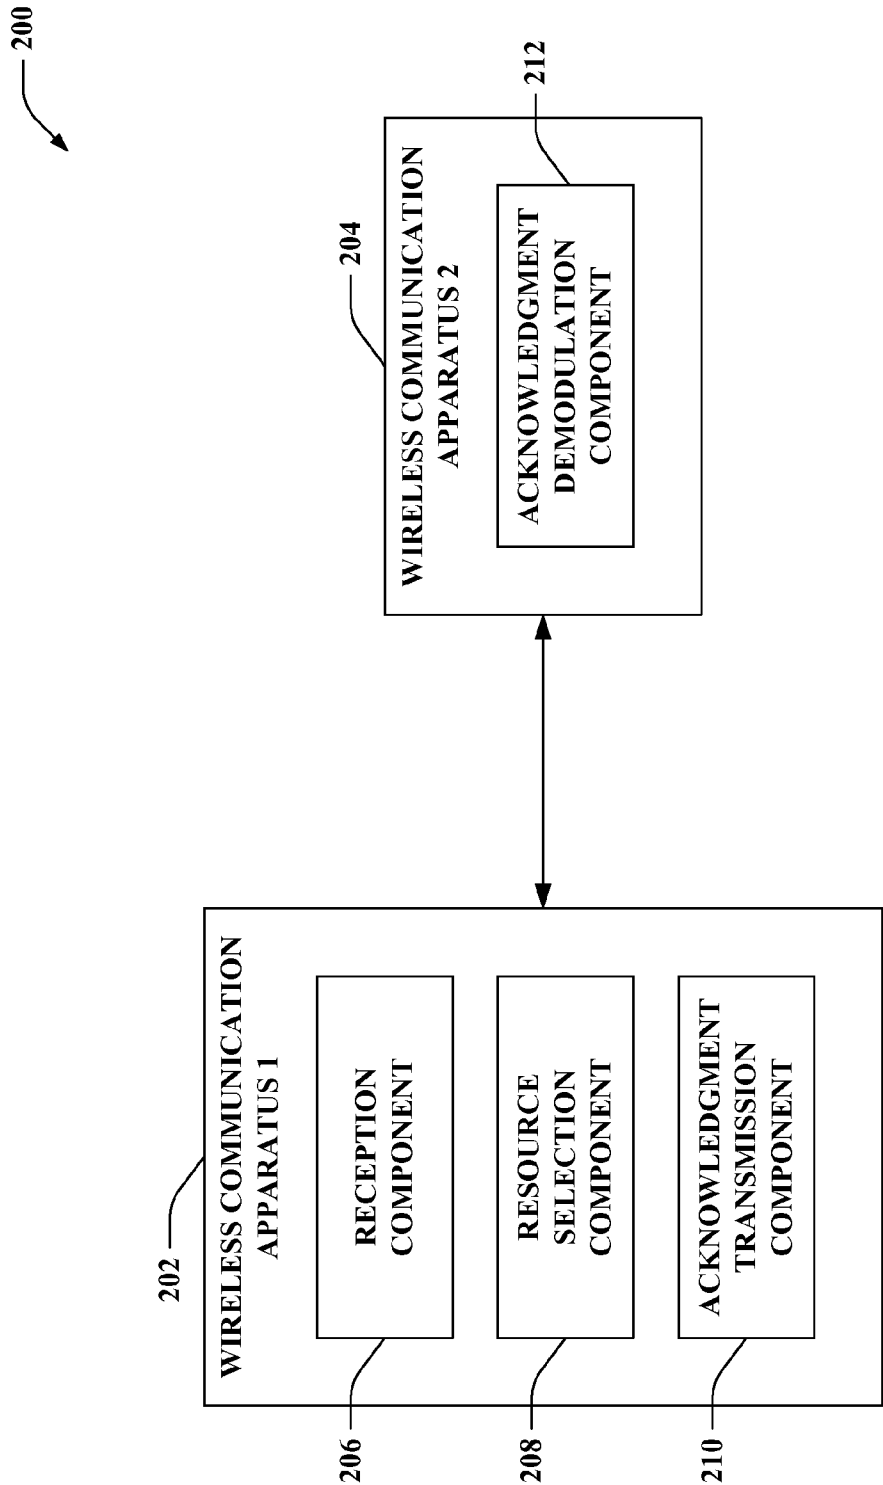 200
202
WIRELESS COMMUNICATION
APPARATUS 1
206
RECEPTION
COMPONENT
208
RESOURCE
SELECTION
COMPONENT
210
ACKNOWLEDGMENT
TRANSMISSION
COMPONENT
204
WIRELESS COMMUNICATION
APPARATUS 2
212
ACKNOWLEDGMENT
DEMODULATION
COMPONENT